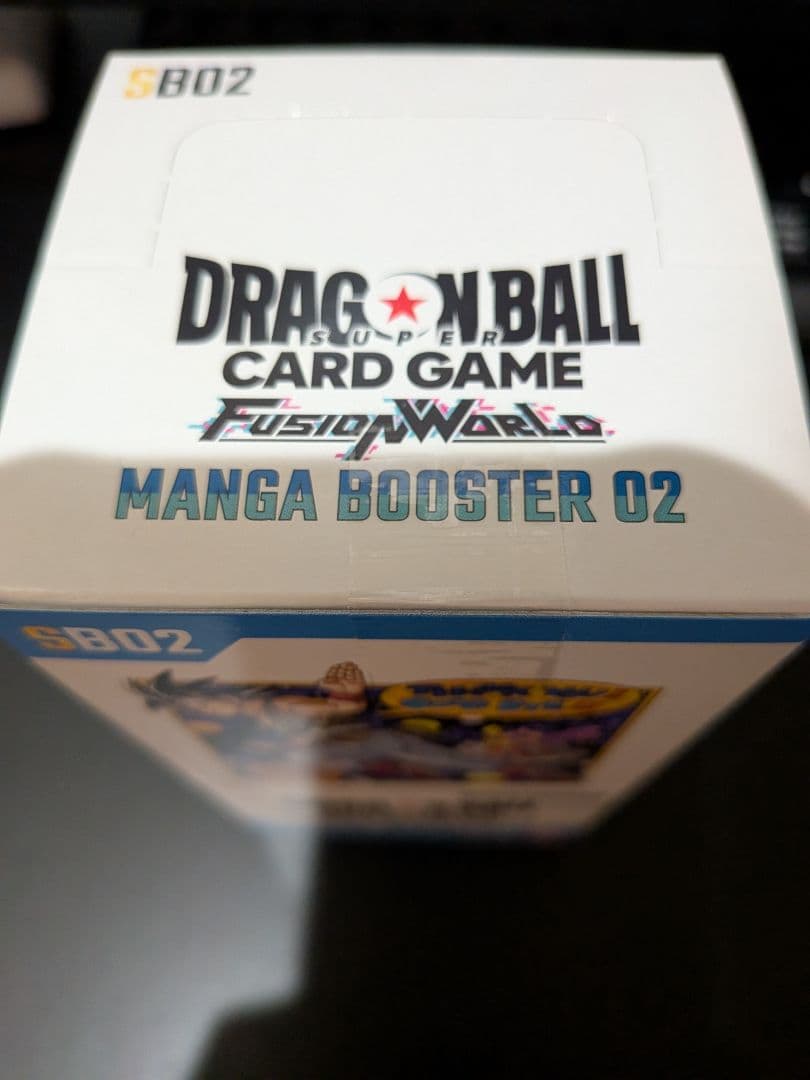 SB02
DRAGON BALL
SUPER
CARD GAME
FUSION WORLD
MANGA BOOSTER 02
SB02